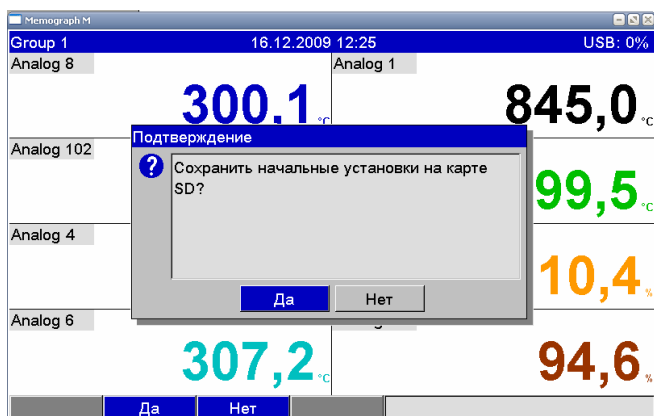 Memograph M
Group 1 16.12.2009 12:25 USB: 0%
Analog 8 Analog 1
300,1 °C 845,0 °C
Подтверждение
Analog 102
Сохранить начальные установки на карте
SD?
99,5 °C
Analog 4
10,4 %
Да Нет
Analog 6
307,2 °C 94,6 %
Да Нет